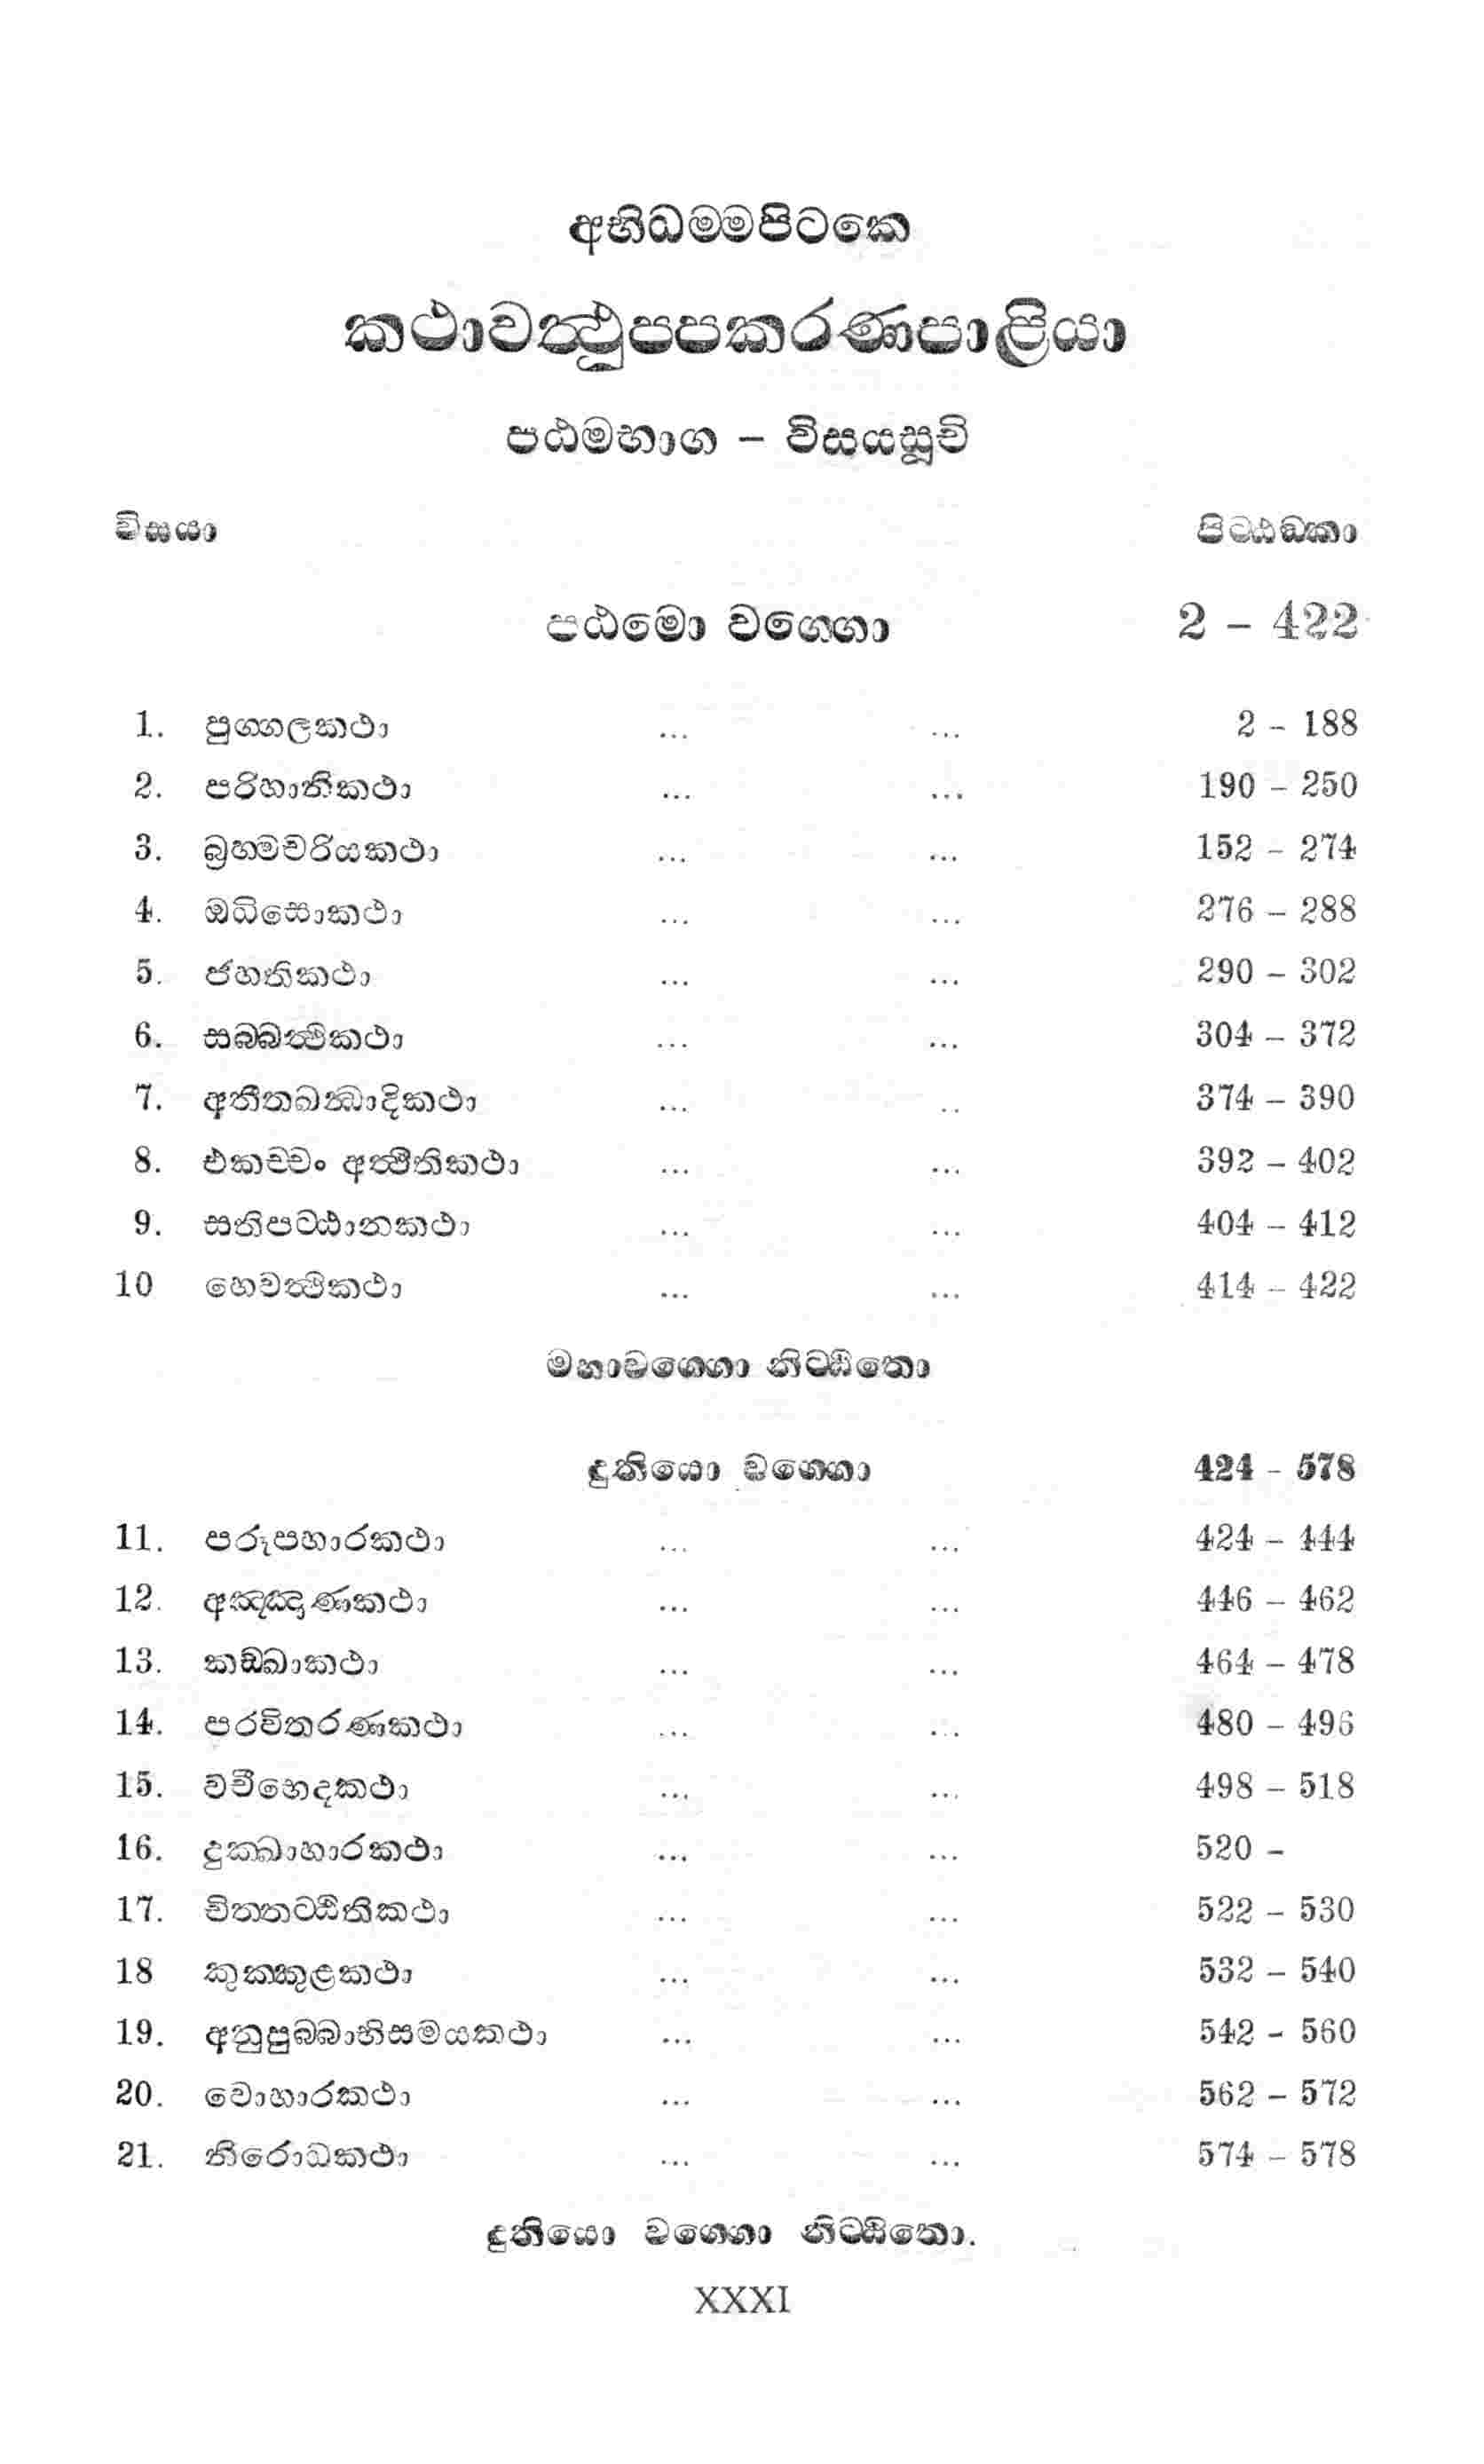 අභිධම්මපිටකෙ
කථාවත්ථුප්පකරණපාළියා
පඨමභාග – විසයසූචි
විසයා පිට්ඨඞ්කා
පඨමො වග්ගො 2 – 422
1. පුග්ගලකථා ... ... 2 – 188
2. පරිහානිකථා ... ... 190 – 250
3. බ්‍රහ්මචරියකථා ... ... 152 – 274
4. ඔධිසොකථා ... ... 276 – 288
5. ජහතිකථා ... ... 290 – 302
6. සබ්බත්ථිකථා ... ... 304 – 372
7. අතීතඛන්ධාදිකථා ... .. 374 – 390
8. එකච්චං අත්ථීතිකථා ... ... 392 – 402
9. සතිපට්ඨානකථා ... ... 404 – 412
10 හෙවත්ථිකථා ... ... 414 – 422
මහාවග්ගො නිට්ඨිතො
දුතියො වග්ගො 424 – 578
11. පරූපහාරකථා ... ... 424 – 444
12. අඤ්ඤාණකථා ... ... 446 – 462
13. කඞ්ඛාකථා ... ... 464 – 478
14. පරවිතරණකථා ... ... 480 – 496
15. වචීභෙදකථා ... ... 498 – 518
16. දුක්ඛාහාරකථා ... ... 520 –
17. චිත්තට්ඨිතිකථා ... ... 522 – 530
18 කුක්කුළකථා ... ... 532 – 540
19. අනුපුබ්බාභිසමයකථා ... ... 542 – 560
20. වොහාරකථා ... ... 562 – 572
21. නිරොධකථා ... ... 574 – 578
දුතියො වග්ගො නිට්ඨිතො.
XXXI